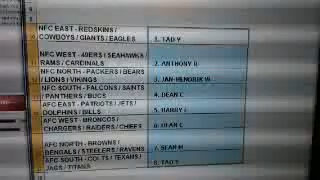 NFC EAST - REDSKINS /
COWBOYS / GIANTS / EAGLES 1. TAD Y
NFC WEST - 49ERS / SEAHAWKS /
RAMS / CARDINALS 2. ANTHONY B
NFC NORTH - PACKERS / BEARS
/ LIONS / VIKINGS 3. JAN-HENDRIK W
NFC SOUTH - FALCONS / SAINTS
/ PANTHERS / BUCS 4. DEAN C
AFC EAST - PATRIOTS / JETS /
DOLPHINS / BILLS 5. HARRY
AFC WEST - BRONCOS /
CHARGERS / RAIDERS / CHIEFS 6. DEAN C
AFC NORTH - BROWNS /
BENGALS / STEELERS / RAVENS 7. SEAN M
AFC SOUTH - COLTS / TEXANS /
JAGS / TITANS 8. TAD Y